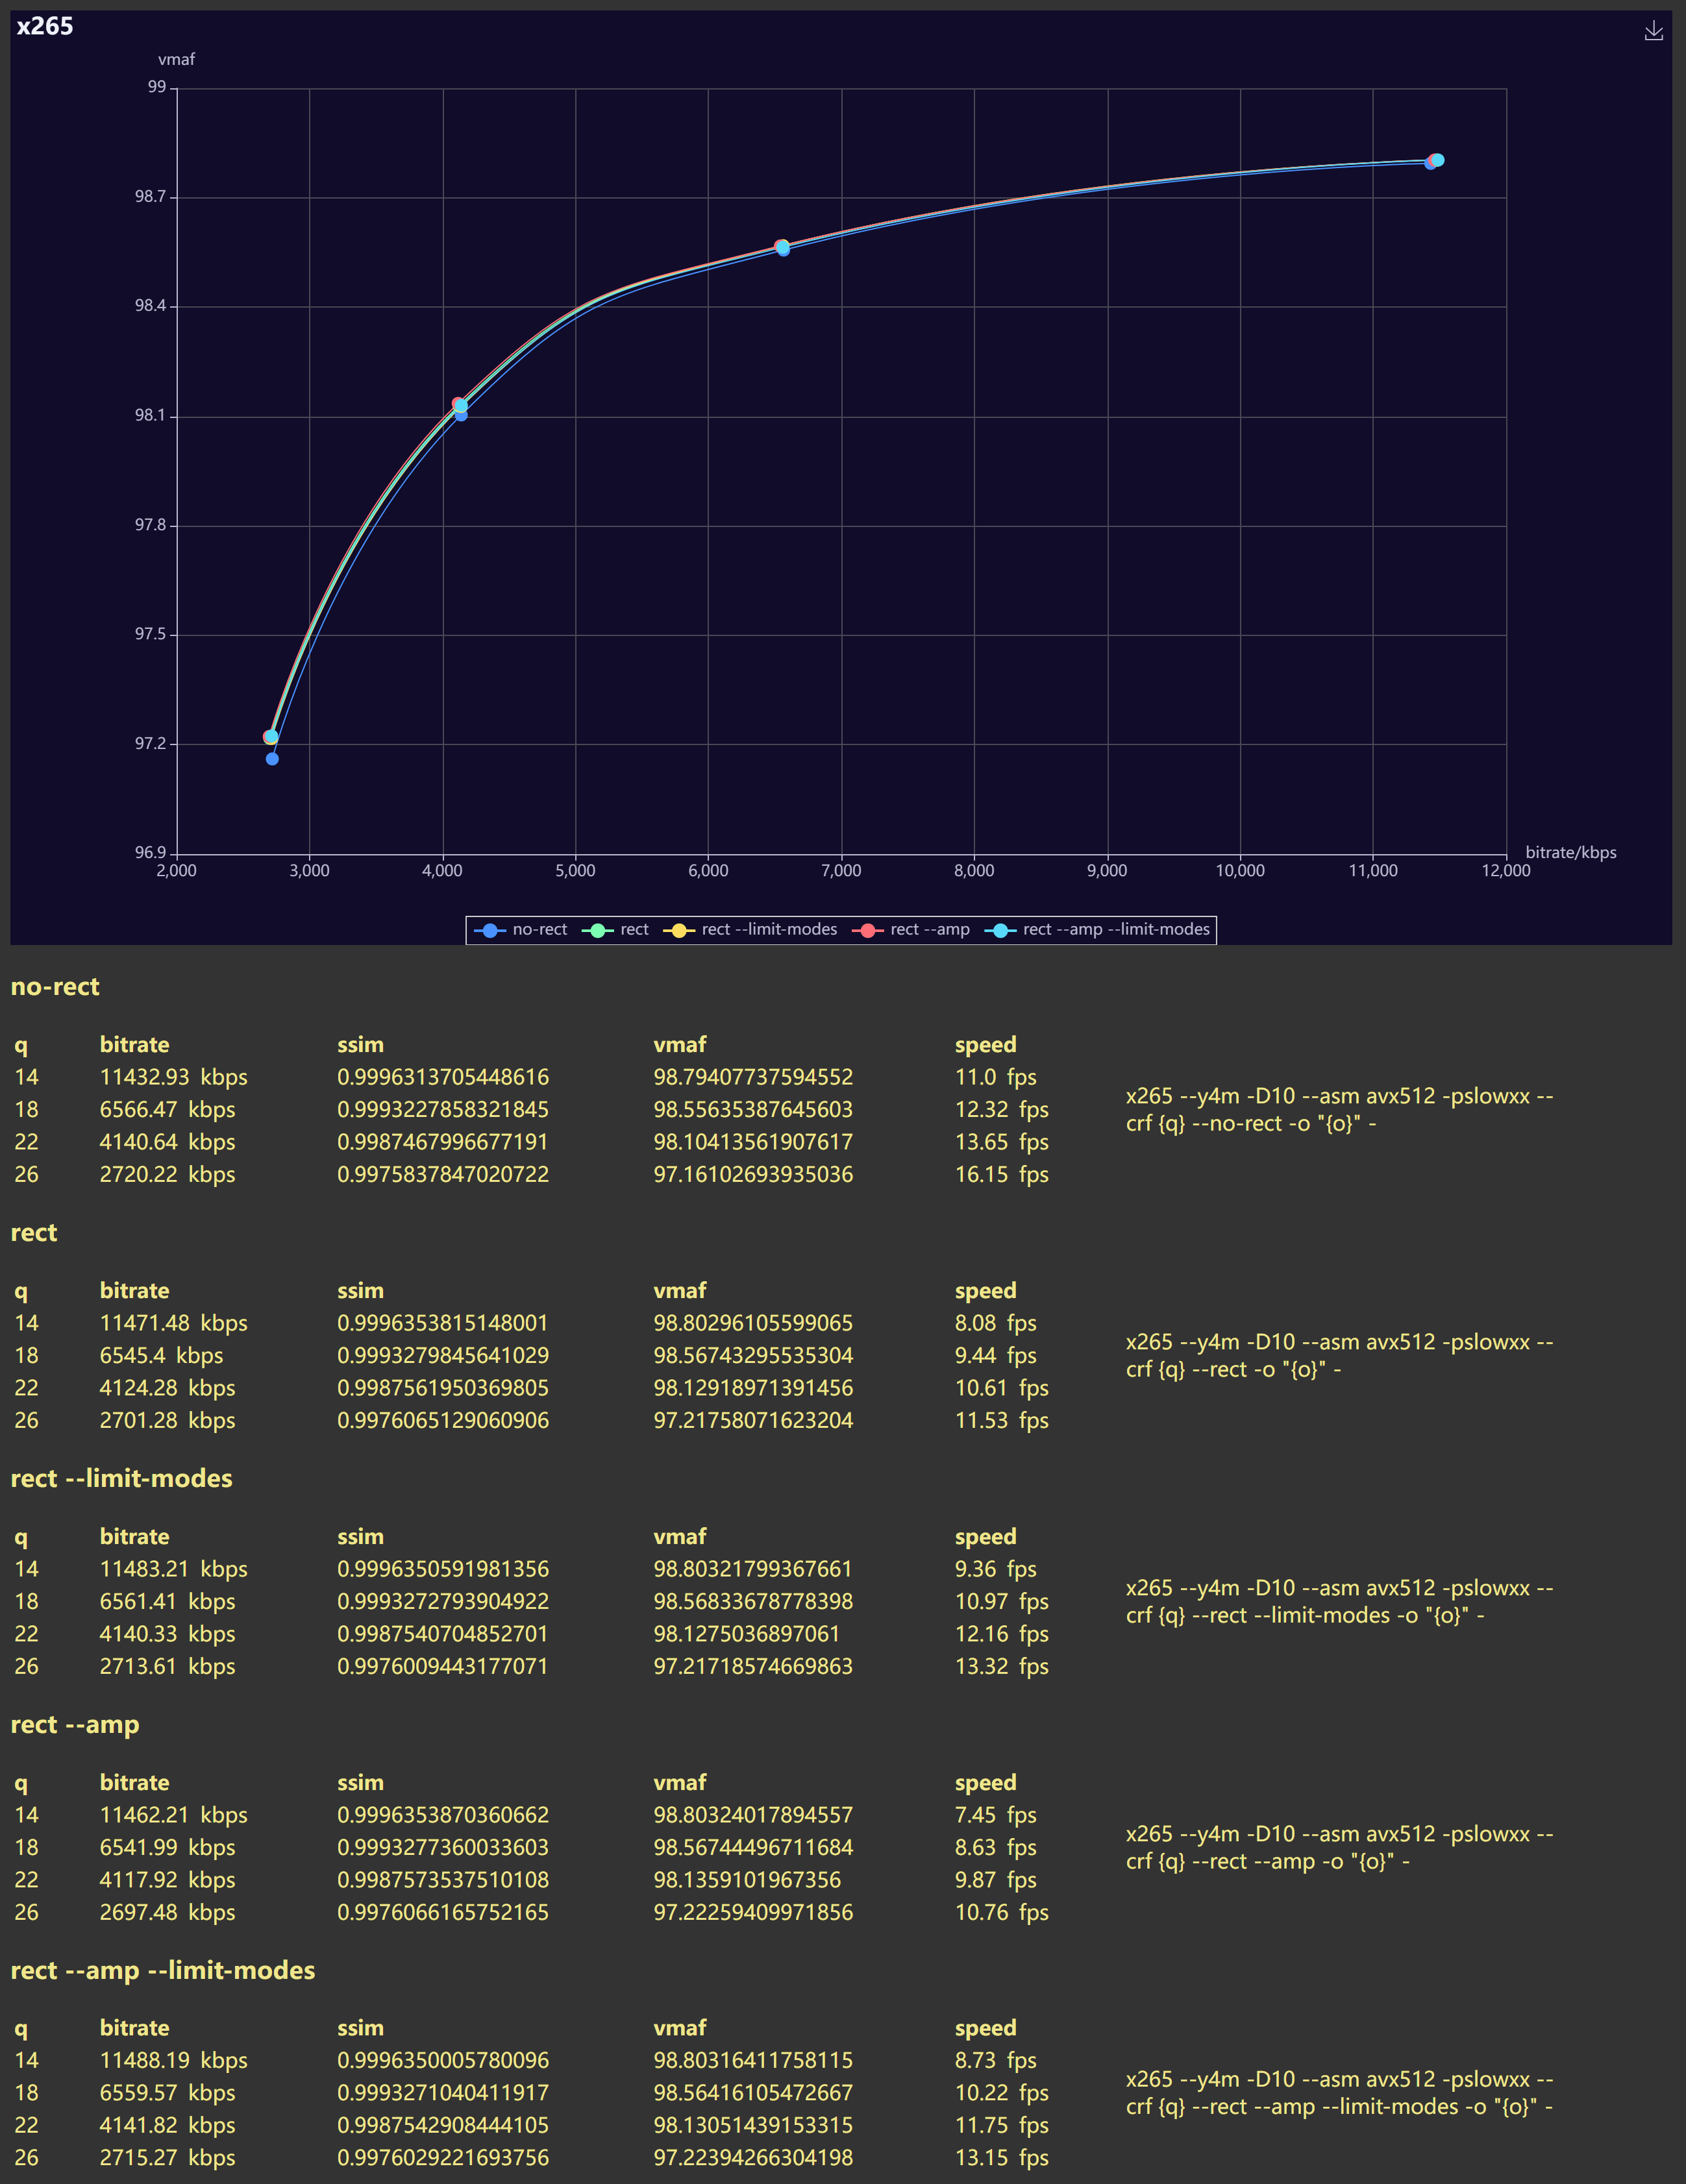 x265
vmaf
99
98.7
98.4
98.1
97.8
97.5
97.2
96.9
2,000 3,000 4,000 5,000 6,000 7,000 8,000 9,000 10,000 11,000 12,000
bitrate/kbps
no-rect rect rect --limit-modes rect --amp rect --amp --limit-modes
no-rect
q bitrate ssim vmaf speed
14 11432.93 kbps 0.9996313705448616 98.79407737594552 11.0 fps
18 6566.47 kbps 0.9993227858321845 98.55635387645603 12.32 fps
22 4140.64 kbps 0.9987467996677191 98.10413561907617 13.65 fps
26 2720.22 kbps 0.9975837847020722 97.16102693935036 16.15 fps
x265 --y4m -D10 --asm avx512 -pslowxx --
crf {q} --no-rect -o "{o}" -
rect
q bitrate ssim vmaf speed
14 11471.48 kbps 0.9996353815148001 98.80296105599065 8.08 fps
18 6545.4 kbps 0.9993279845641029 98.56743295535304 9.44 fps
22 4124.28 kbps 0.9987561950369805 98.12918971391456 10.61 fps
26 2701.28 kbps 0.9976065129060906 97.21758071623204 11.53 fps
x265 --y4m -D10 --asm avx512 -pslowxx --
crf {q} --rect -o "{o}" -
rect --limit-modes
q bitrate ssim vmaf speed
14 11483.21 kbps 0.9996350591981356 98.80321799367661 9.36 fps
18 6561.41 kbps 0.9993272793904922 98.56833678778398 10.97 fps
22 4140.33 kbps 0.9987540704852701 98.1275036897061 12.16 fps
26 2713.61 kbps 0.9976009443177071 97.21718574669863 13.32 fps
x265 --y4m -D10 --asm avx512 -pslowxx --
crf {q} --rect --limit-modes -o "{o}" -
rect --amp
q bitrate ssim vmaf speed
14 11462.21 kbps 0.9996353870360662 98.80324017894557 7.45 fps
18 6541.99 kbps 0.9993277360033603 98.56744496711684 8.63 fps
22 4117.92 kbps 0.9987573537510108 98.1359101967356 9.87 fps
26 2697.48 kbps 0.9976066165752165 97.22259409971856 10.76 fps
x265 --y4m -D10 --asm avx512 -pslowxx --
crf {q} --rect --amp -o "{o}" -
rect --amp --limit-modes
q bitrate ssim vmaf speed
14 11488.19 kbps 0.9996350005780096 98.80316411758115 8.73 fps
18 6559.57 kbps 0.9993271040411917 98.56416105472667 10.22 fps
22 4141.82 kbps 0.9987542908444105 98.13051439153315 11.75 fps
26 2715.27 kbps 0.9976029221693756 97.22394266304198 13.15 fps
x265 --y4m -D10 --asm avx512 -pslowxx --
crf {q} --rect --amp --limit-modes -o "{o}" -